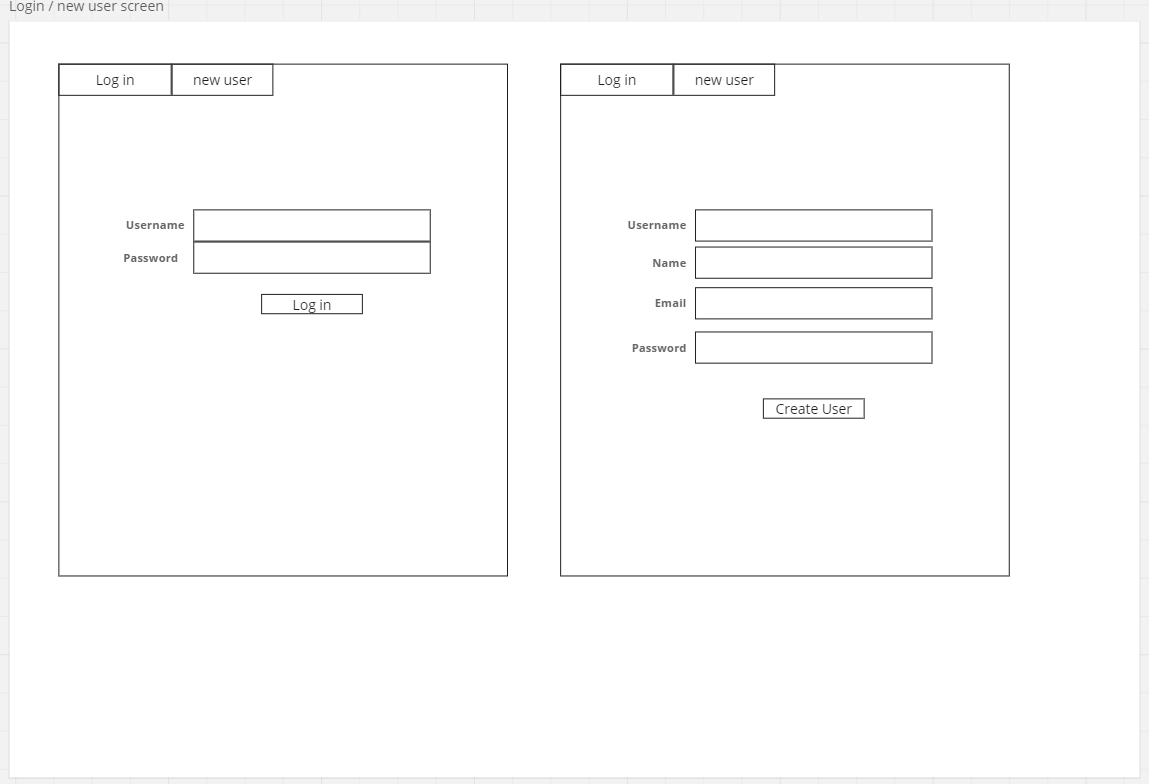 Login / new user screen
Log in
new user
Username
Password
Log in
Log in
new user
Username
Name
Email
Password
Create User